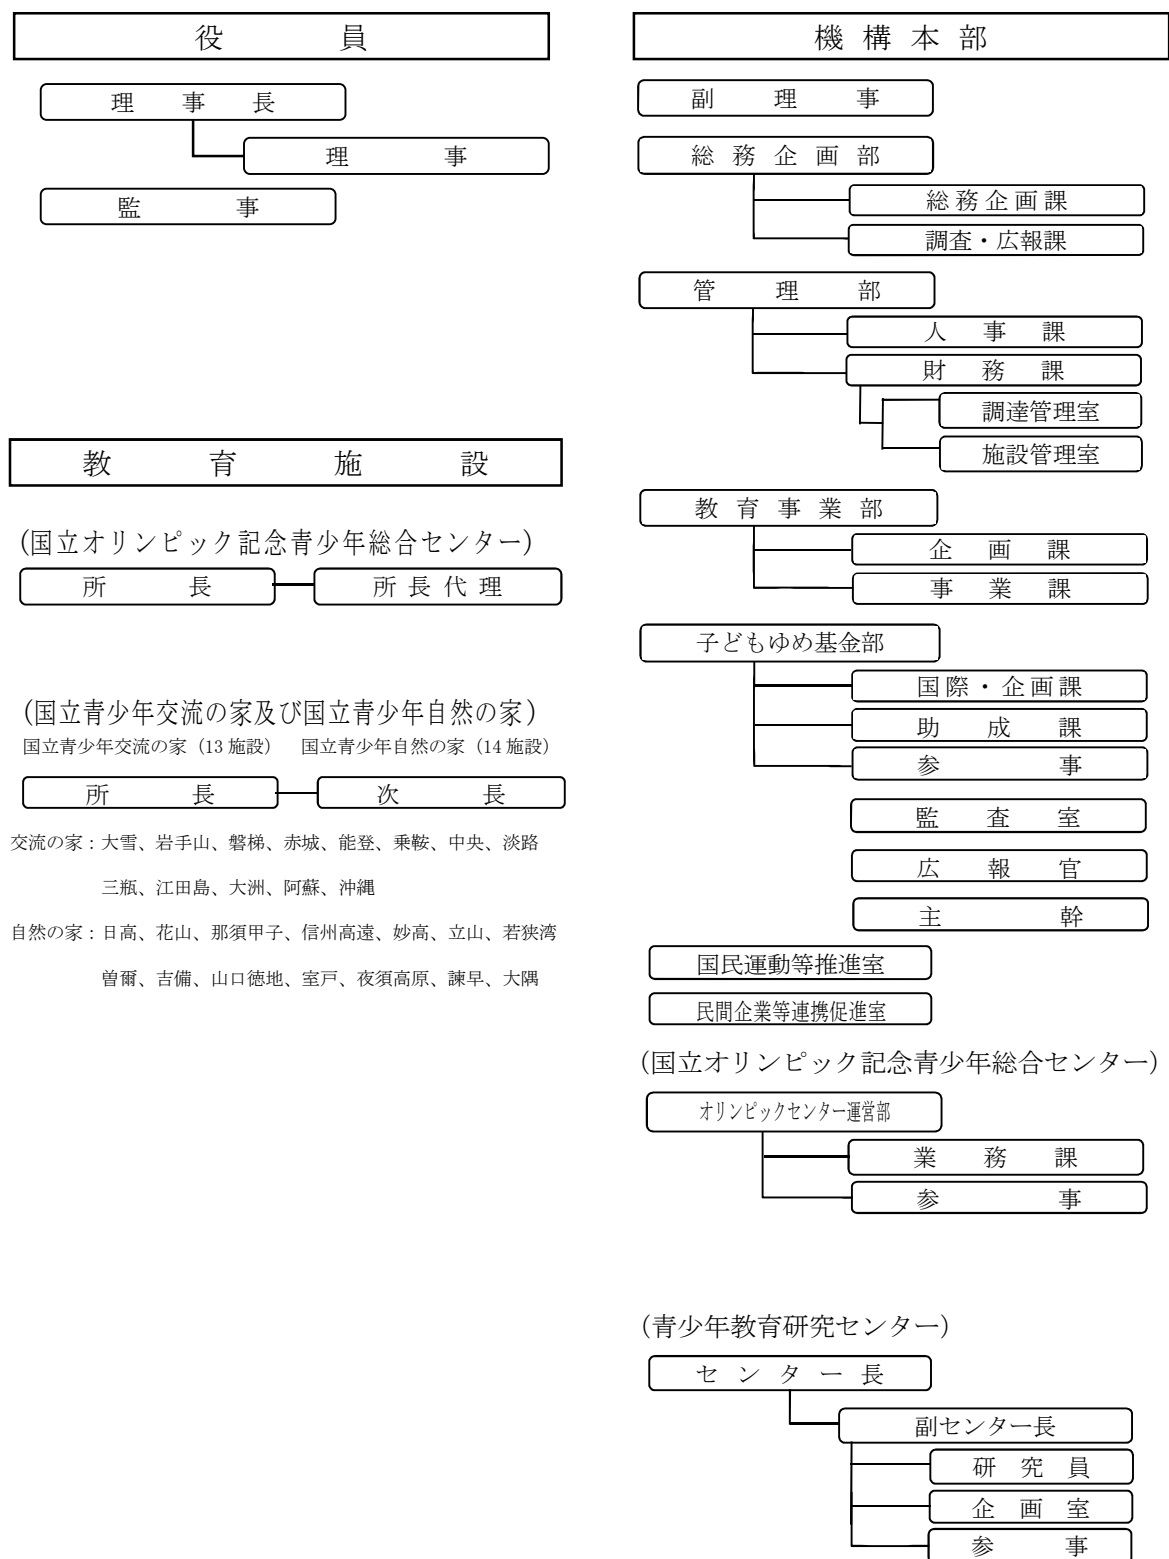 役員
理事長
理事
監事
教育施設
(国立オリンピック記念青少年総合センター)
所長 所長代理
(国立青少年交流の家及び国立青少年自然の家)
国立青少年交流の家（13施設） 国立青少年自然の家（14施設）
所長 次長
交流の家：大雪、岩手山、磐梯、赤城、能登、乗鞍、中央、淡路
三瓶、江田島、大洲、阿蘇、沖縄
自然の家：日高、花山、那須甲子、信州高遠、妙高、立山、若狭湾
曽爾、吉備、山口徳地、室戸、夜須高原、諫早、大隅
機構本部
副理事
総務企画部
総務企画課
調査・広報課
管理部
人事課
財務課
調達管理室
施設管理室
教育事業部
企画課
事業課
子どもゆめ基金部
国際・企画課
助成課
参事
監査室
広報官
主幹
国民運動等推進室
民間企業等連携促進室
(国立オリンピック記念青少年総合センター)
オリンピックセンター運営部
業務課
参事
(青少年教育研究センター)
センター長
副センター長
研究員
企画室
参事